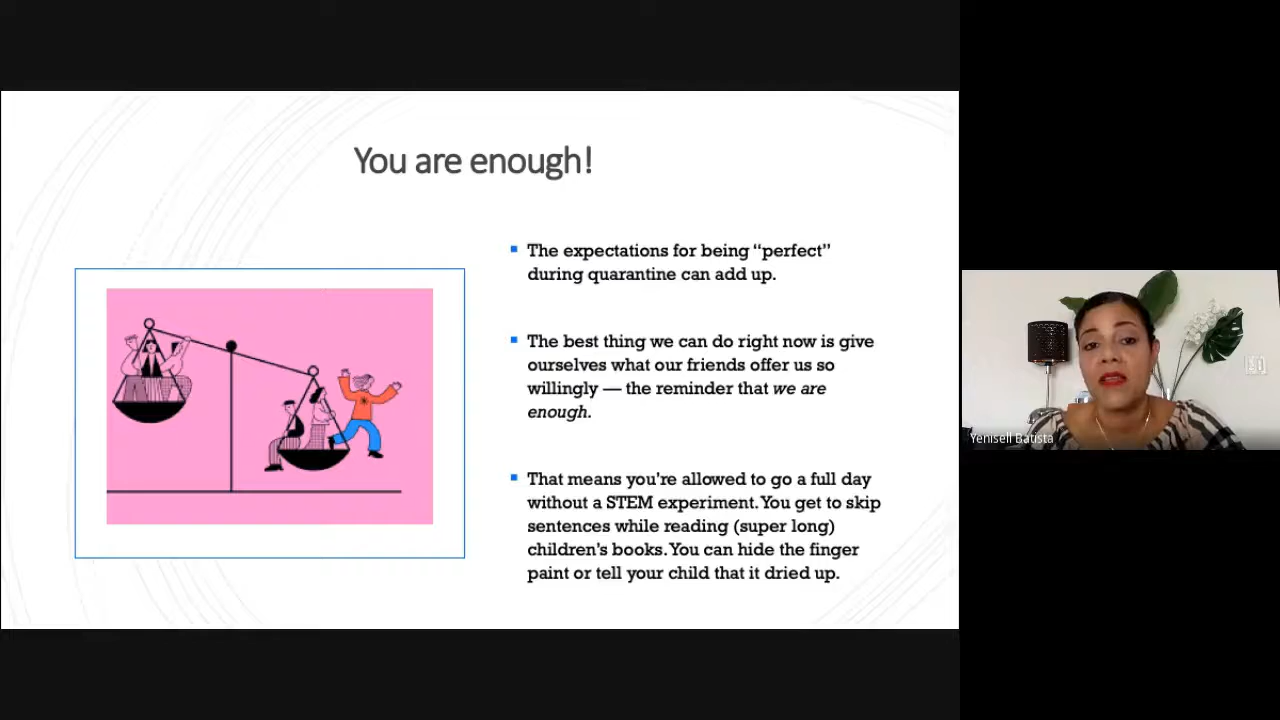 You are enough!
The expectations for being “perfect”
during quarantine can add up.
The best thing we can do right now is give
ourselves what our friends offer us so
willingly — the reminder that we are
enough.
That means you're allowed to go a full day
without a STEM experiment. You get to skip
sentences while reading (super long)
children's books. You can hide the finger
paint or tell your child that it dried up.
Yenisell Batista